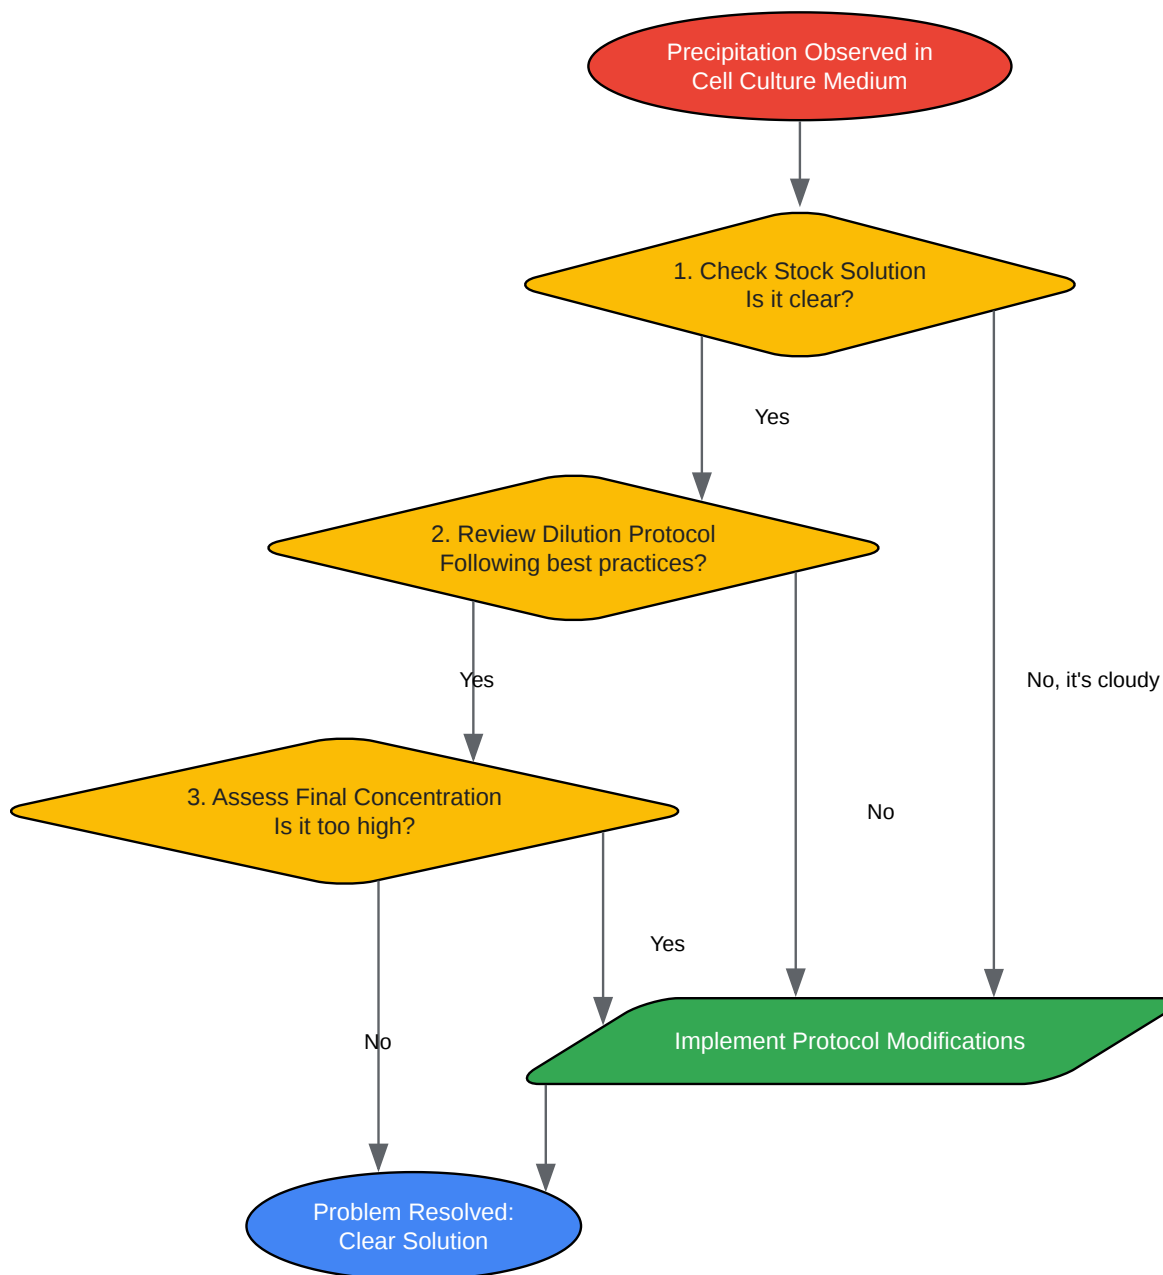 Precipitation Observed in
Cell Culture Medium
1. Check Stock Solution
Is it clear?
Yes
2. Review Dilution Protocol
Following best practices?
Yes
No, it's cloudy
3. Assess Final Concentration
Is it too high?
No
Yes
No
Implement Protocol Modifications
Problem Resolved:
Clear Solution